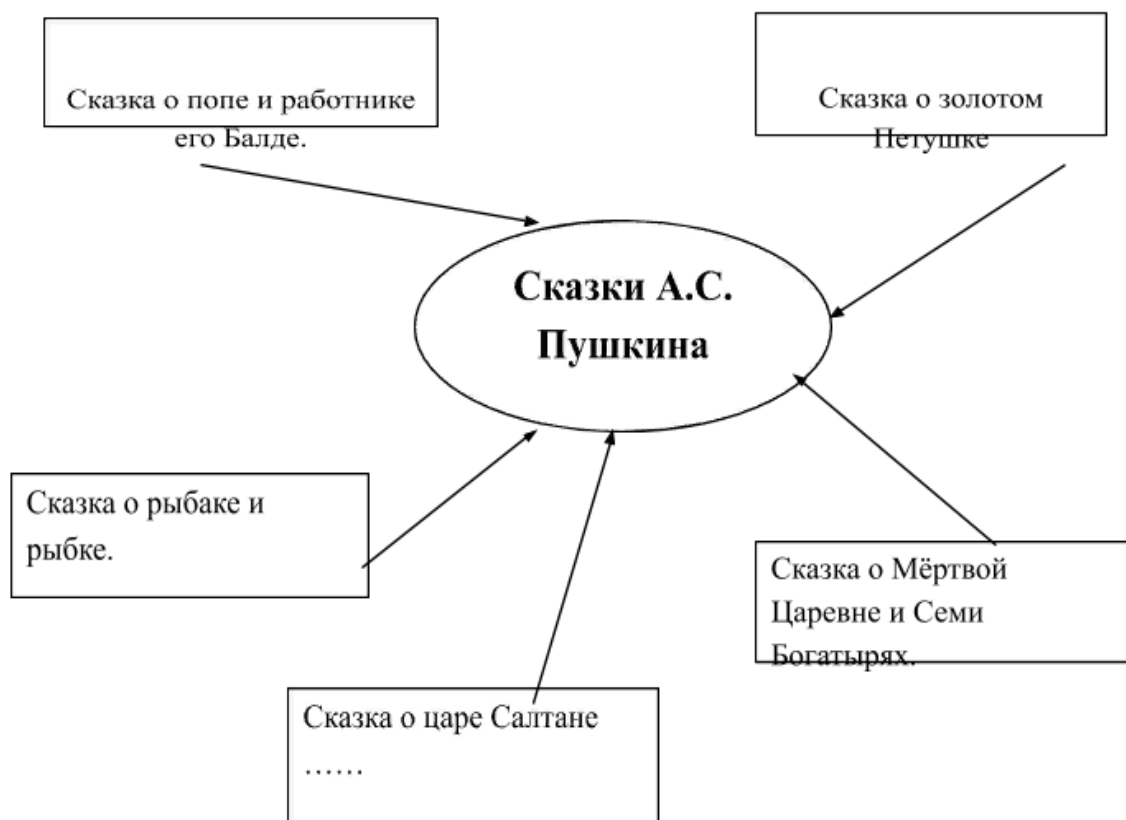 Сказка о попе и работнике
его Балде.
Сказка о золотом
Петушке
Сказки А.С.
Пушкина
Сказка о рыбаке и
рыбке.
Сказка о Мёртвой
Царевне и Семи
Богатырях.
Сказка о царе Салтане
……